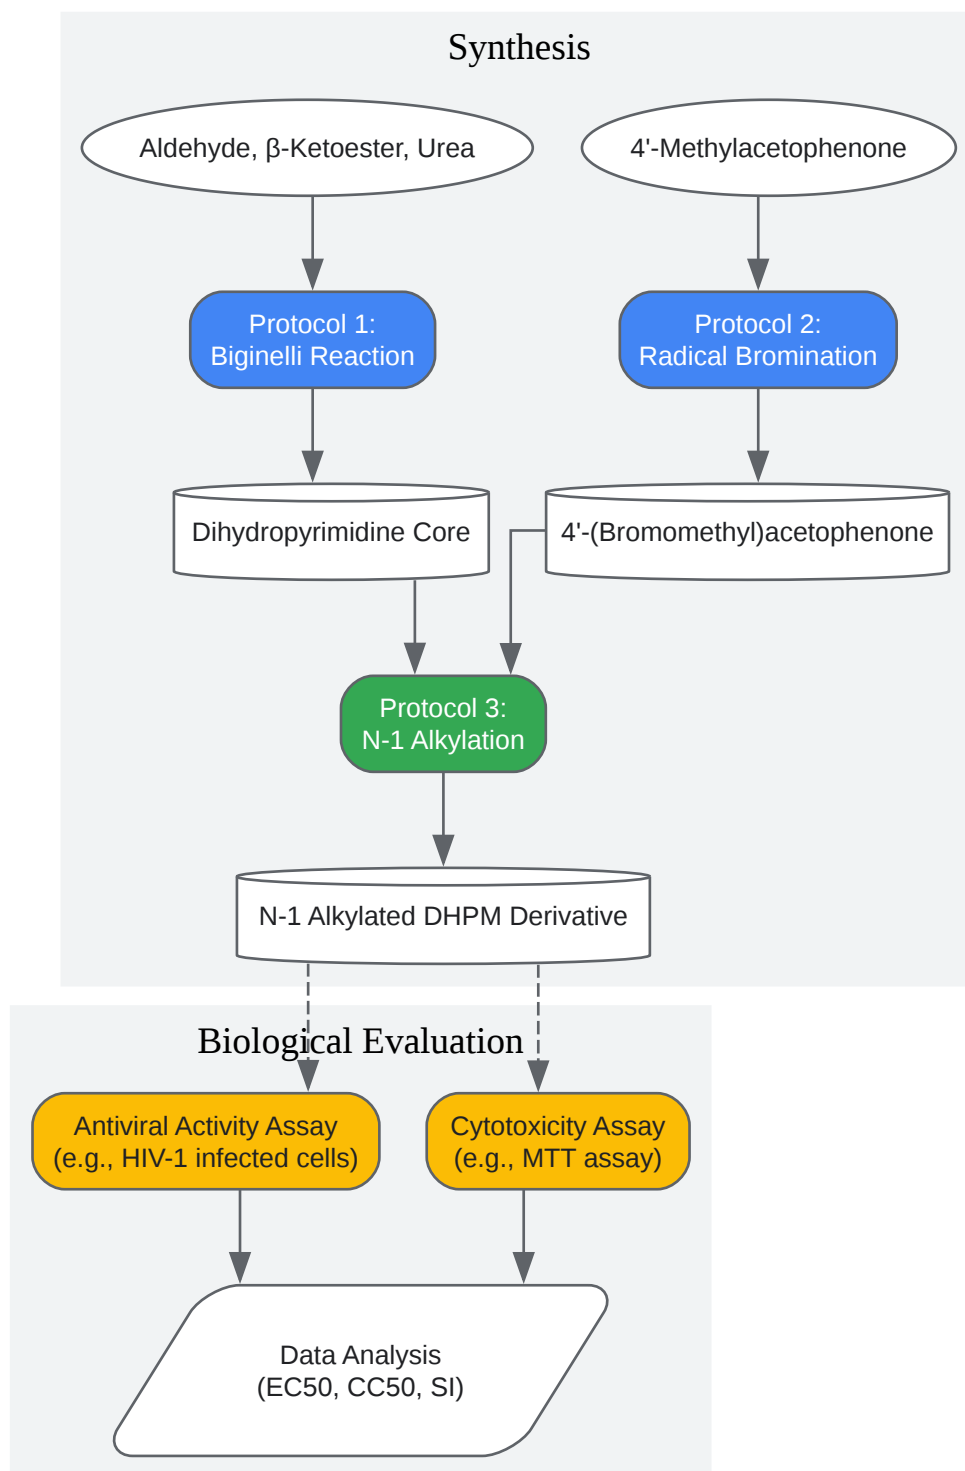 Synthesis
Aldehyde, β-Ketoester, Urea
4'-Methylacetophenone
Protocol 1:
Biginelli Reaction
Protocol 2:
Radical Bromination
Dihydropyrimidine Core
4'-(Bromomethyl)acetophenone
Protocol 3:
N-1 Alkylation
N-1 Alkylated DHPM Derivative
Biological Evaluation
Antiviral Activity Assay
(e.g., HIV-1 infected cells)
Cytotoxicity Assay
(e.g., MTT assay)
Data Analysis
(EC50, CC50, SI)